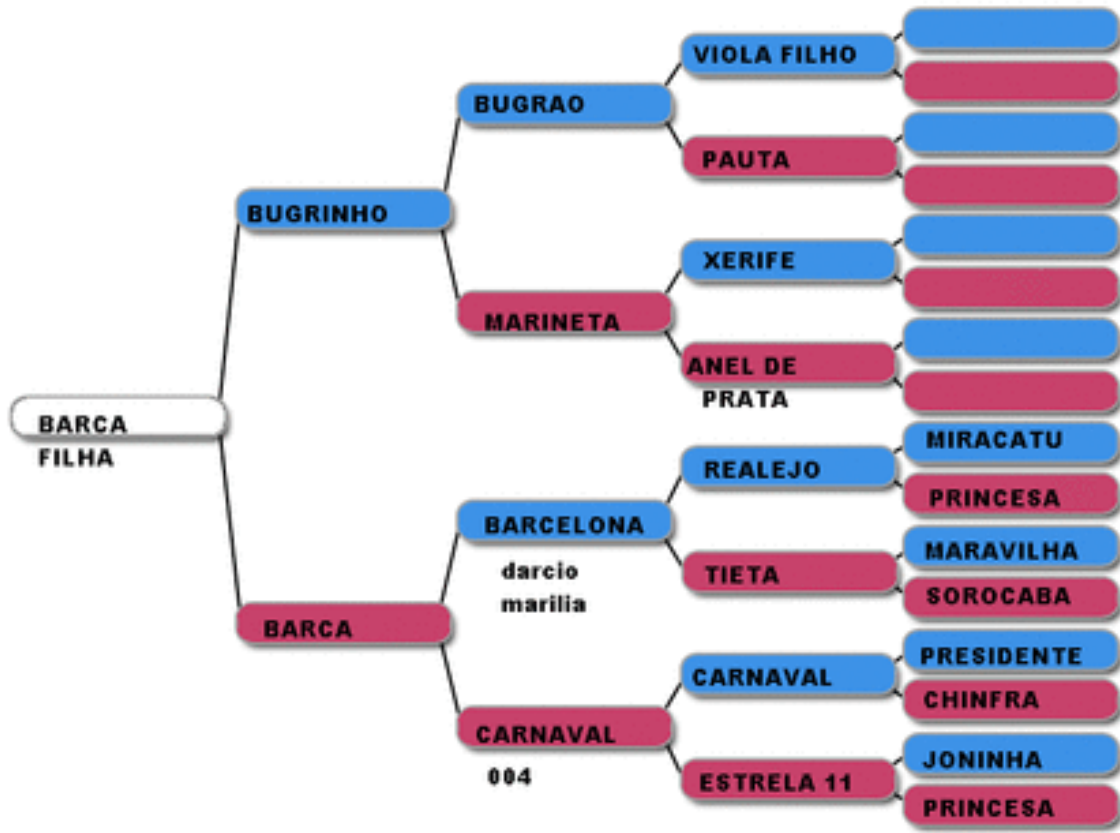 VIOLA FILHO
BUGRAO
PAUTA
BUGRINHO
XERIFE
MARINETA
ANEL DE
PRATA
BARCA
FILHA
MIRACATU
REALEJO
PRINCESA
BARCELONA
darcio
marilia
MARAVILHA
TIETA
SOROCABA
BARCA
PRESIDENTE
CARNAVAL
CHINFRA
CARNAVAL
004
JONINHA
ESTRELA 11
PRINCESA